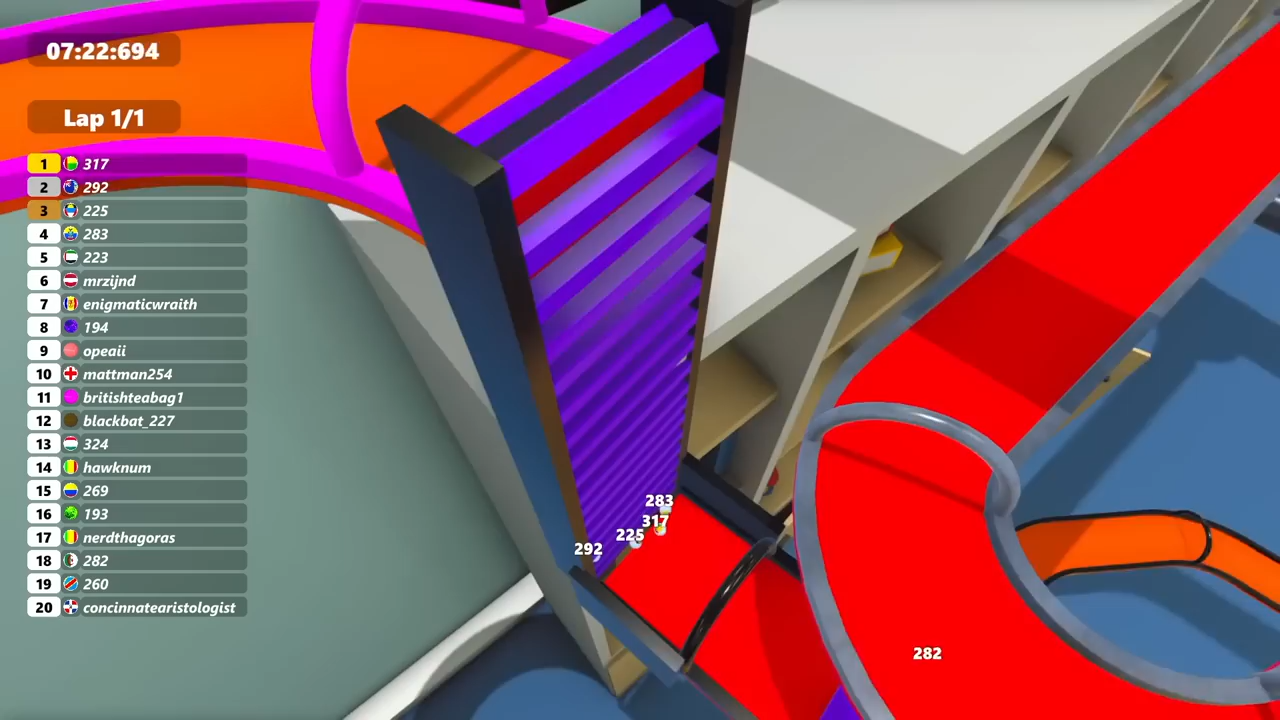 07:22:694
Lap 1/1
1 317
2 292
3 225
4 283
5 223
6 mrzijnd
7 enigmaticwraith
8 194
9 opeaii
10 mattman254
11 britishteabag1
12 blackbat_227
13 324
14 hawknum
15 269
16 193
17 nerdthagoras
18 282
19 260
20 concinnatearistologist
283
317
225
292
282